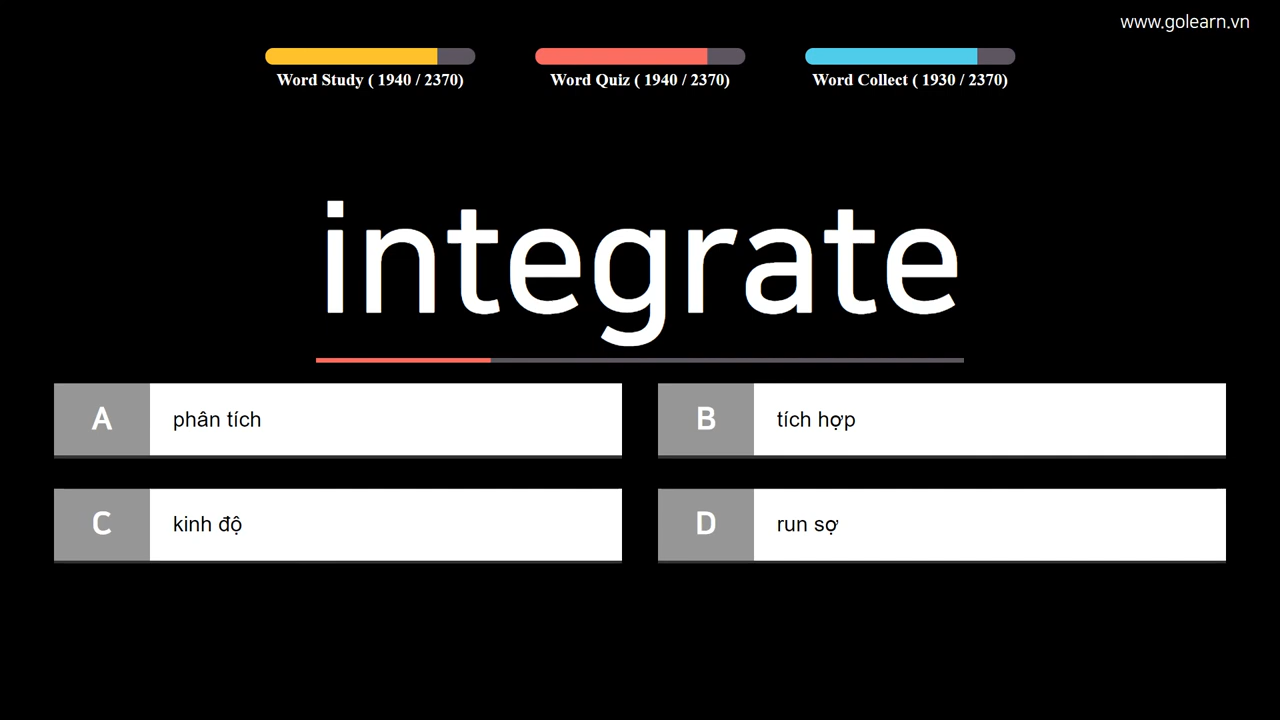 www.golearn.vn
Word Study ( 1940 / 2370)
Word Quiz ( 1940 / 2370)
Word Collect ( 1930 / 2370)
integrate
A phân tích
B tích hợp
C kinh độ
D run sợ